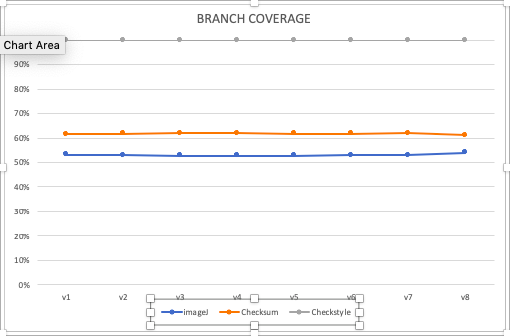 BRANCH COVERAGE
Chart Area
90%
80%
70%
60%
50%
40%
30%
20%
10%
0%
v1 v2 v3 v4 v5 v6 v7 v8
imageJ Checksum Checkstyle